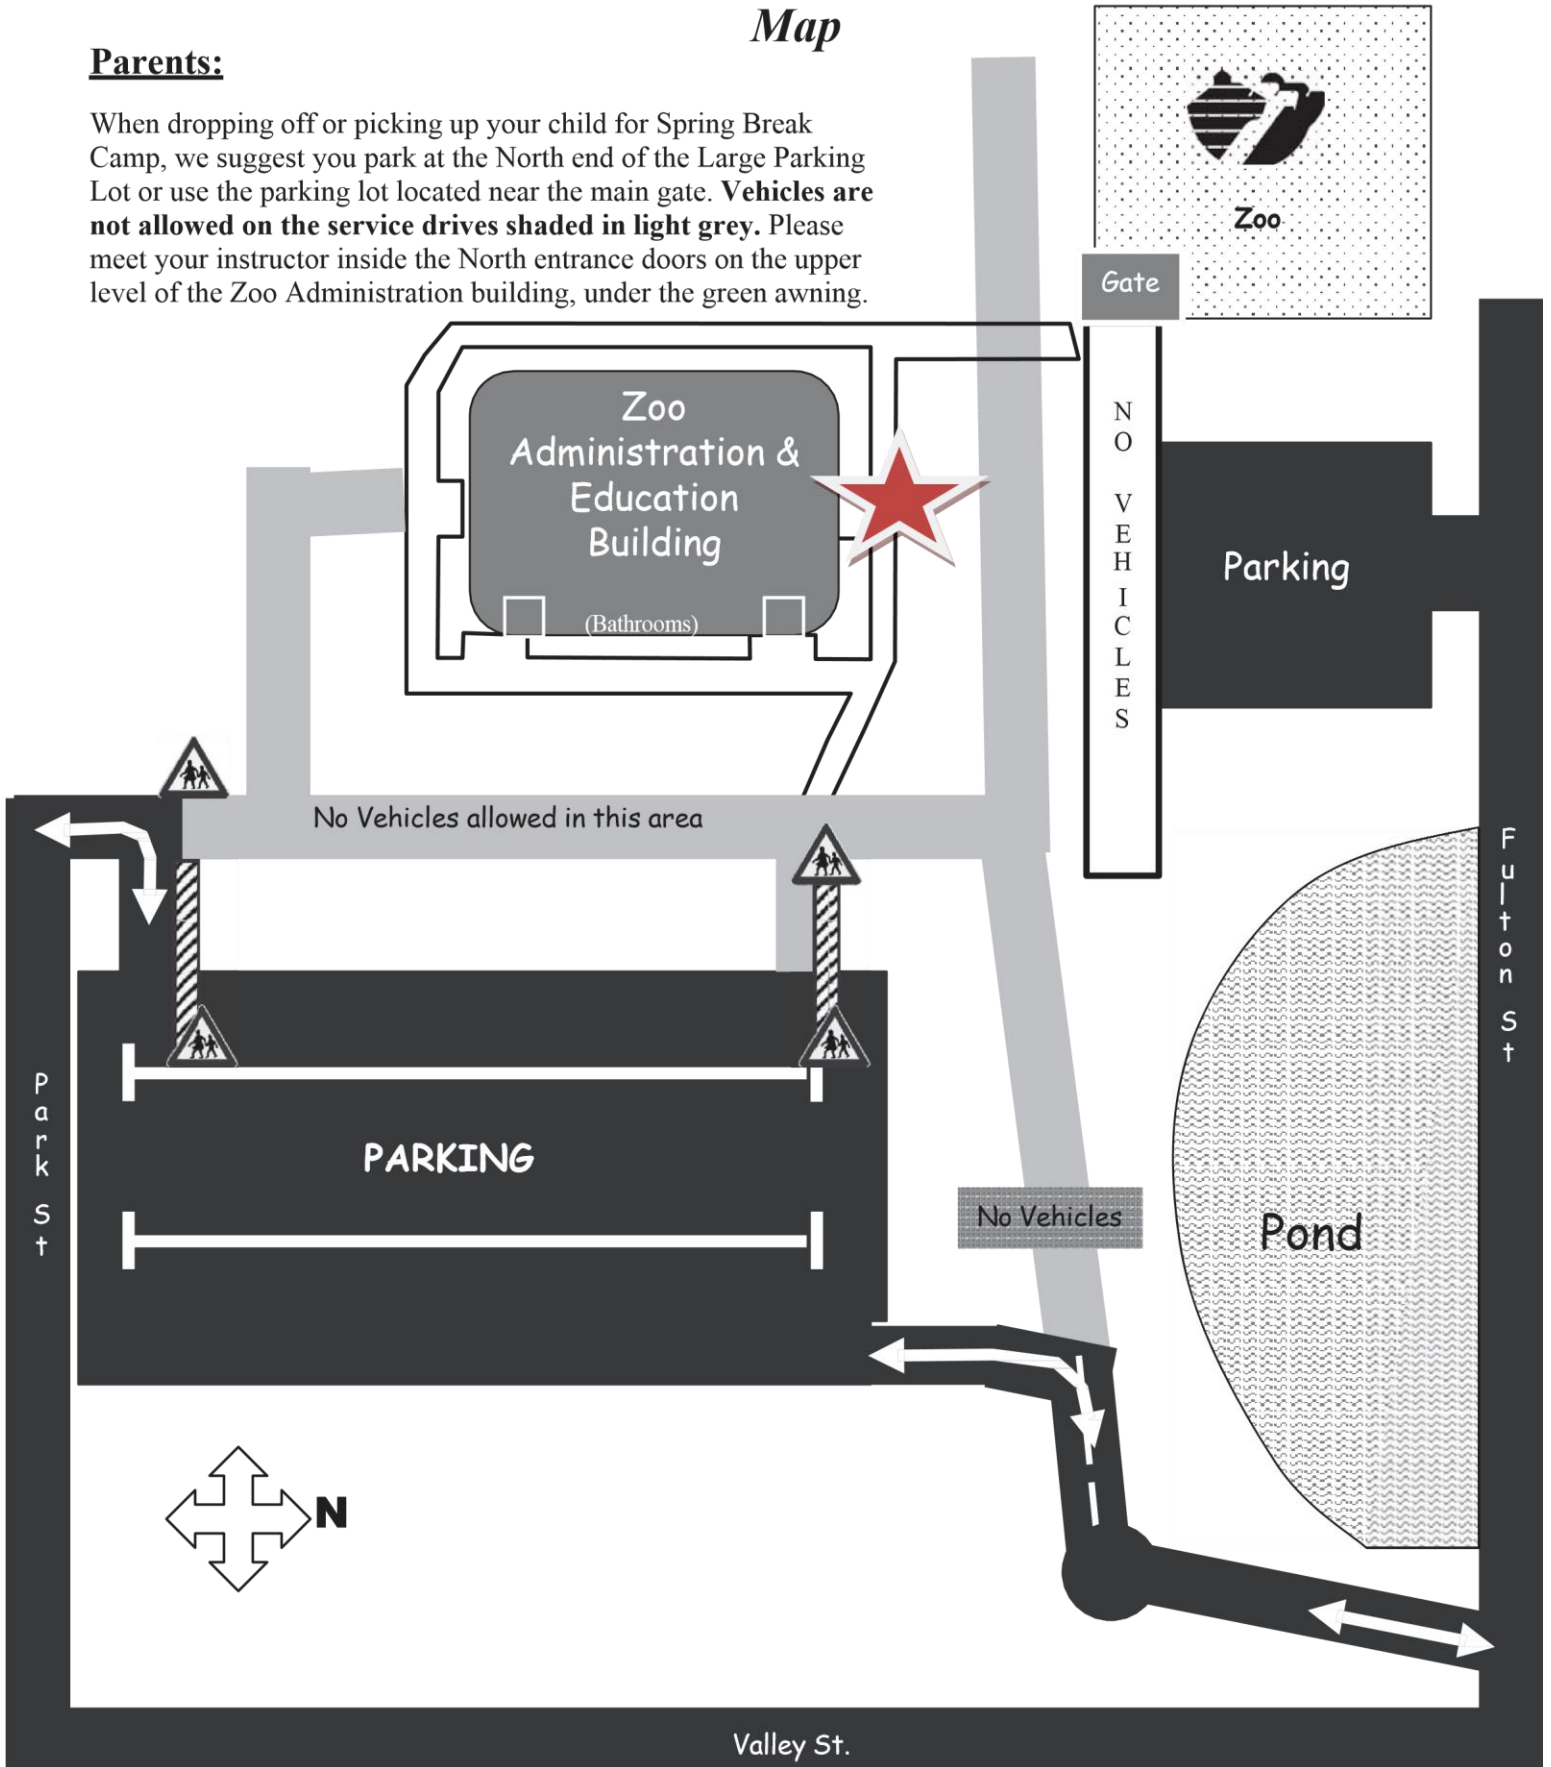 Map
Parents:
When dropping off or picking up your child for Spring Break
Camp, we suggest you park at the North end of the Large Parking
Lot or use the parking lot located near the main gate. Vehicles are
not allowed on the service drives shaded in light grey. Please
meet your instructor inside the North entrance doors on the upper
level of the Zoo Administration building, under the green awning.
Zoo
Gate
Zoo
Administration &
Education
Building
(Bathrooms)
NO VEHICLES
Parking
No Vehicles allowed in this area
Fulton St
Park St
PARKING
No Vehicles
Pond
N
Valley St.